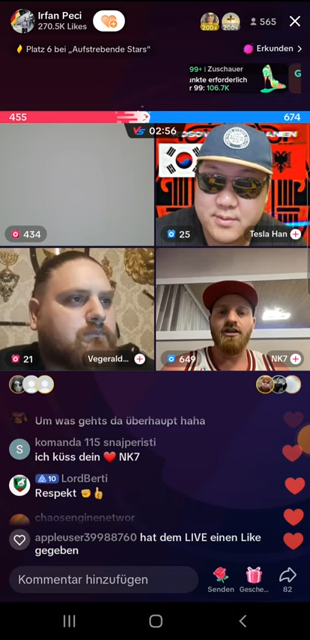 Irfan Peci
270.5K Likes
200+
200+
565
Platz 6 bei „Aufstrebende Stars“
Erkunden
99+ | Zuschauer
unkte erforderlich
r 99: 106.7K
455
674
VS 02:56
434
25
Tesla Han
21
Vegerald...
649
NK7
Um was gehts da überhaupt haha
S
komanda 115 snajperisti
ich küss dein ❤️ NK7
10 LordBerti
Respekt ✊👍
chaosenginenetwor
appleuser39988760 hat dem LIVE einen Like
gegeben
Kommentar hinzufügen
Senden
Gesche...
82